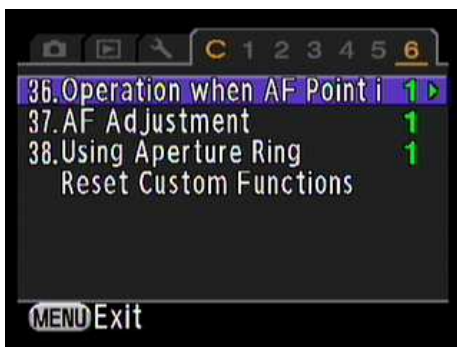 C 1 2 3 4 5 6
36.Operation when AF Point i 1
37.AF Adjustment 1
38.Using Aperture Ring 1
Reset Custom Functions
MENU Exit